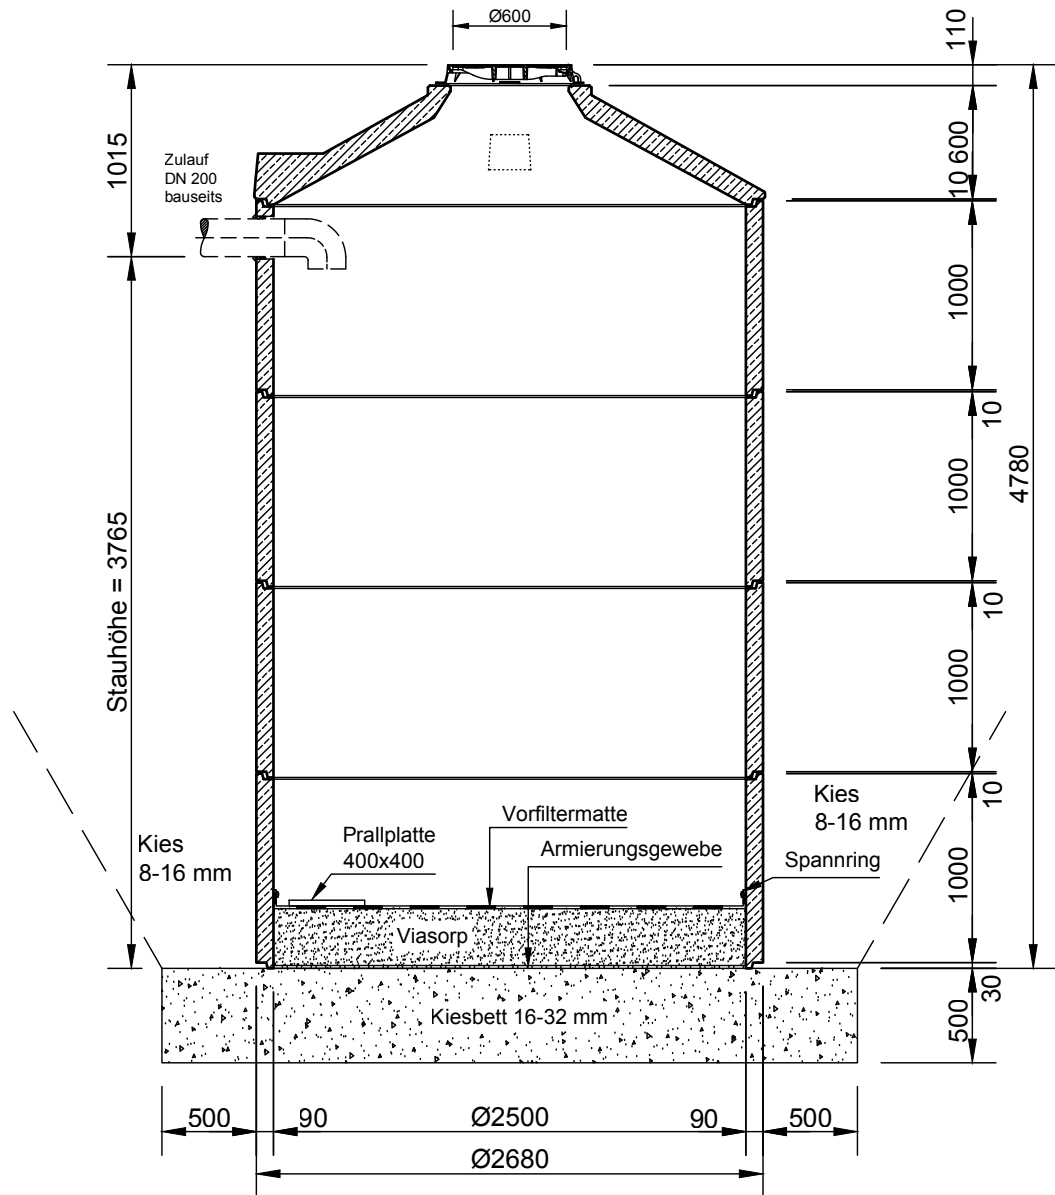 Ø600
110
1015
Zulauf
DN 200
bauseits
600
10
1000
10
4780
1000
Stauhöhe = 3765
10
1000
10
Kies
8-16 mm
Vorfiltermatte
Prallplatte
400x400
Armierungsgewebe
Spannring
Kies
8-16 mm
1000
Viasorp
30
Kiesbett 16-32 mm
500
500
90
Ø2500
90
500
Ø2680